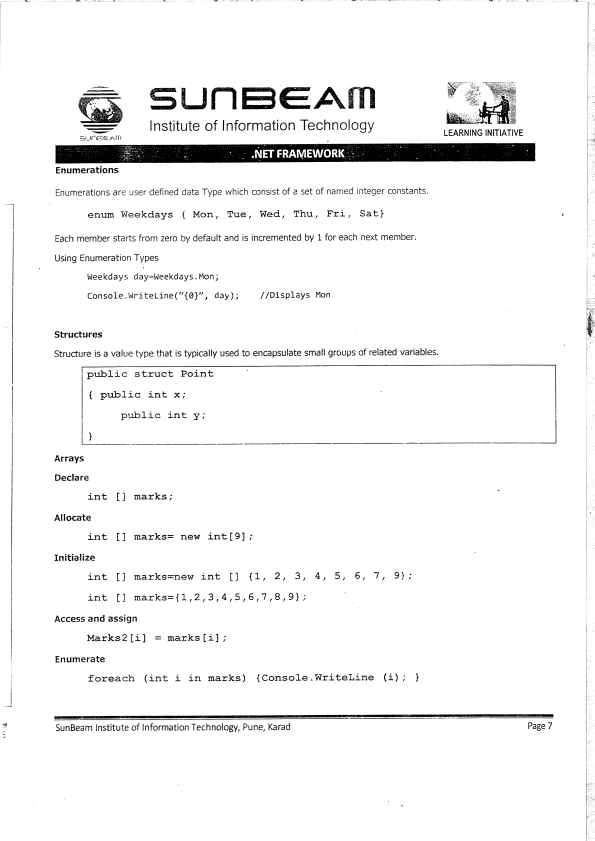 SUNBEAM
Institute of Information Technology
SUNBEAM
LEARNING INITIATIVE
.NET FRAMEWORK
Enumerations
Enumerations are user defined data Type which consist of a set of named integer constants.
enum Weekdays { Mon, Tue, Wed, Thu, Fri, Sat}
Each member starts from zero by default and is incremented by 1 for each next member.
Using Enumeration Types
Weekdays day=Weekdays.Mon;
Console.WriteLine(“{0}”, day); //Displays Mon
Structures
Structure is a value type that is typically used to encapsulate small groups of related variables.
public struct Point
{ public int x;
public int y;
}
Arrays
Declare
int [] marks;
Allocate
int [] marks= new int[9];
Initialize
int [] marks=new int [] {1, 2, 3, 4, 5, 6, 7, 9};
int [] marks={1,2,3,4,5,6,7,8,9};
Access and assign
Marks2[i] = marks[i];
Enumerate
foreach (int i in marks) {Console.WriteLine (i); }
SunBeam Institute of Information Technology, Pune, Karad Page 7